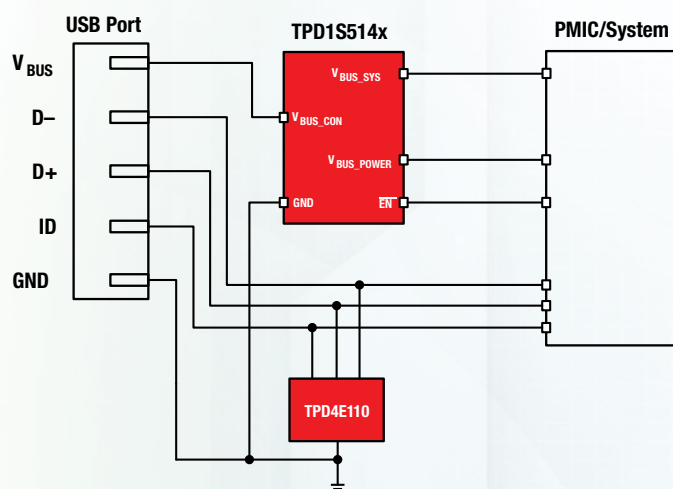 USB Port
TPD1S514x
PMIC/System
VBUS
D–
D+
ID
GND
VBUS_SYS
VBUS_CON
VBUS_POWER
GND
EN
TPD4E110